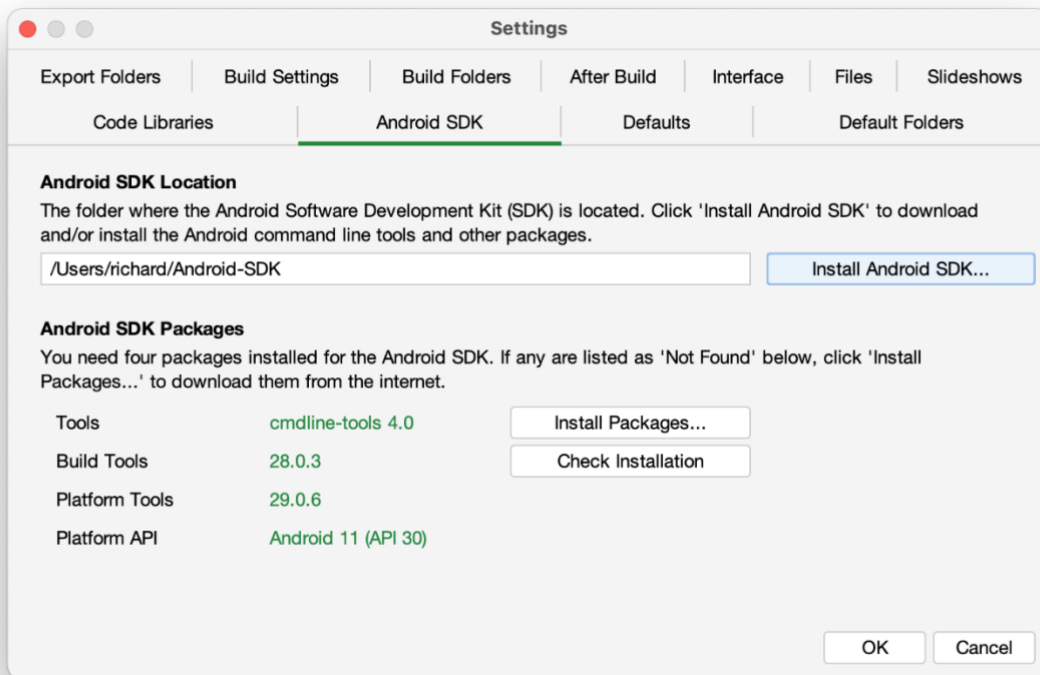 Settings
Export Folders Build Settings Build Folders After Build Interface Files Slideshows
Code Libraries Android SDK Defaults Default Folders
Android SDK Location
The folder where the Android Software Development Kit (SDK) is located. Click 'Install Android SDK' to download
and/or install the Android command line tools and other packages.
/Users/richard/Android-SDK Install Android SDK...
Android SDK Packages
You need four packages installed for the Android SDK. If any are listed as 'Not Found' below, click 'Install
Packages...' to download them from the internet.
Tools cmdline-tools 4.0 Install Packages...
Build Tools 28.0.3 Check Installation
Platform Tools 29.0.6
Platform API Android 11 (API 30)
OK Cancel